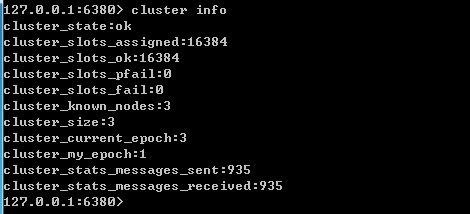 127.0.0.1:6380> cluster info
cluster_state:ok
cluster_slots_assigned:16384
cluster_slots_ok:16384
cluster_slots_pfail:0
cluster_slots_fail:0
cluster_known_nodes:3
cluster_size:3
cluster_current_epoch:3
cluster_my_epoch:1
cluster_stats_messages_sent:935
cluster_stats_messages_received:935
127.0.0.1:6380>